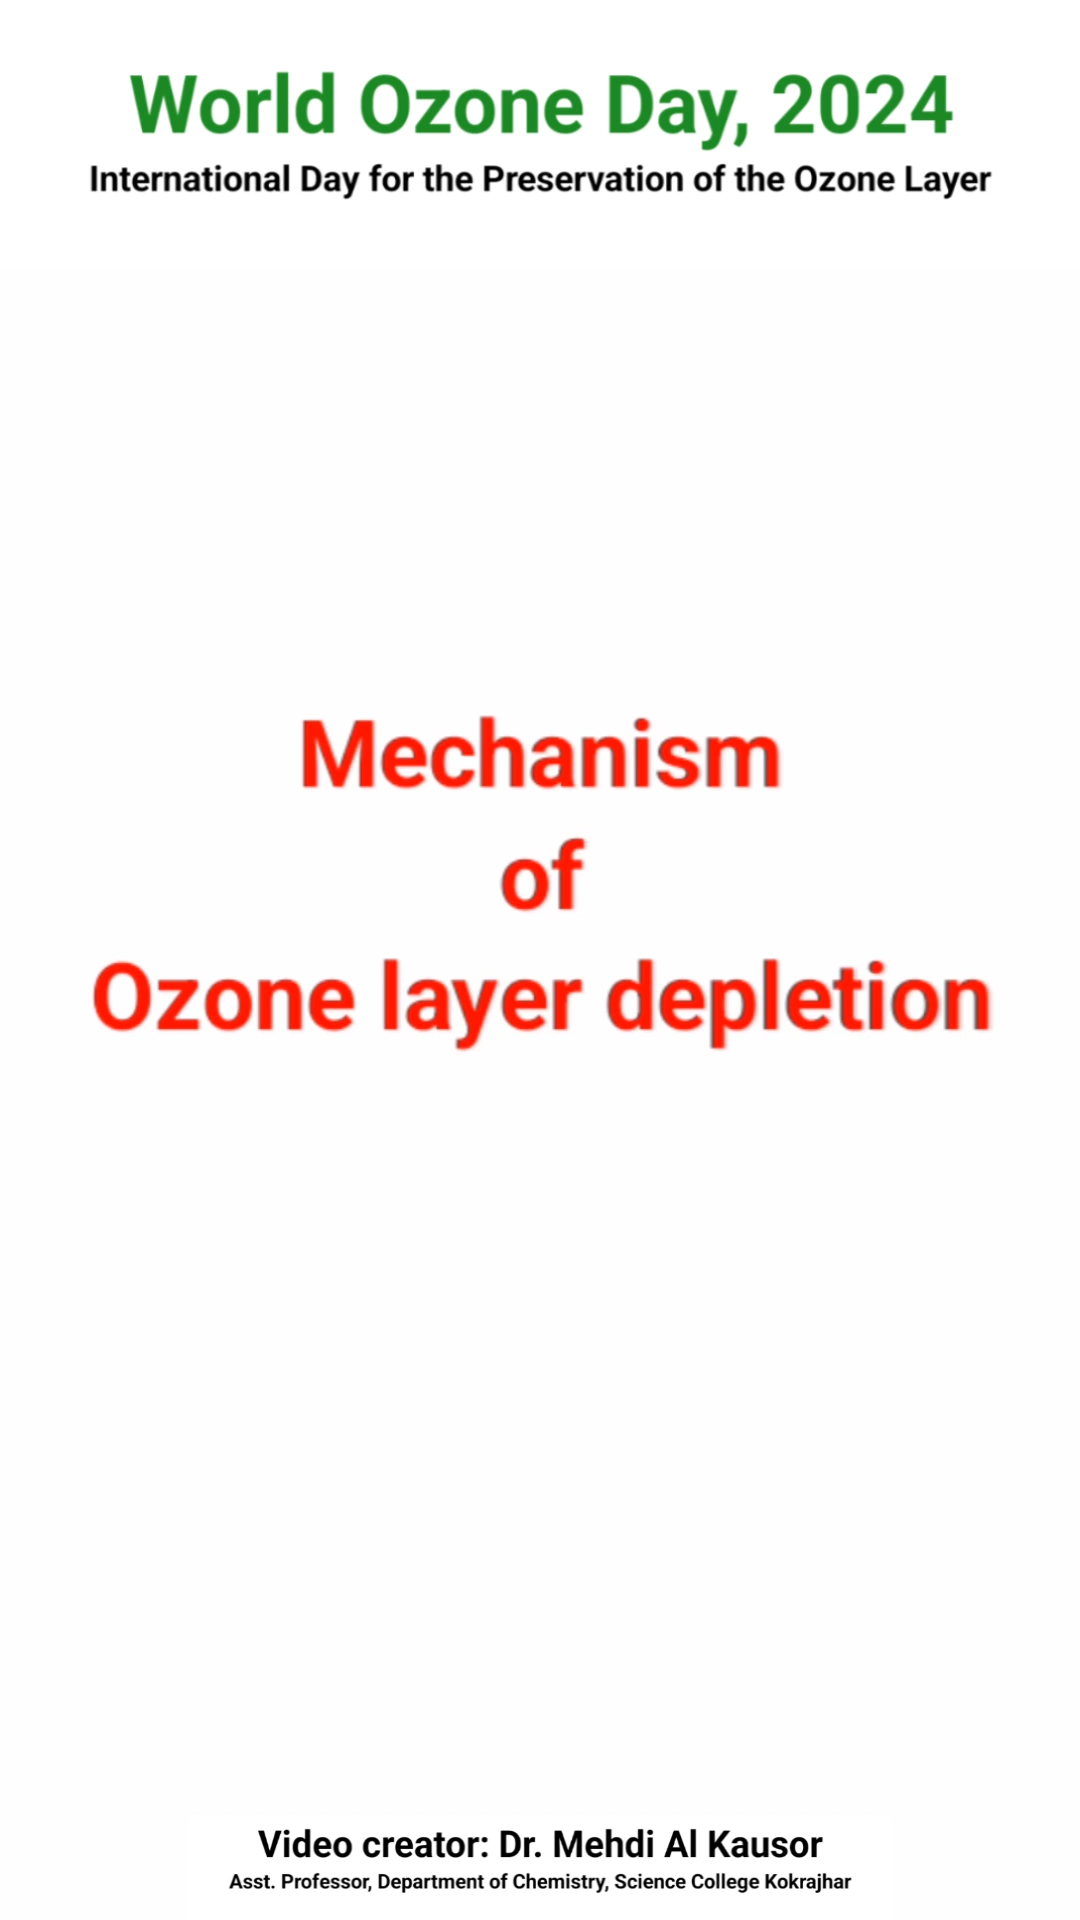 World Ozone Day, 2024
International Day for the Preservation of the Ozone Layer
Mechanism
of
Ozone layer depletion
Video creator: Dr. Mehdi Al Kausor
Asst. Professor, Department of Chemistry, Science College Kokrajhar